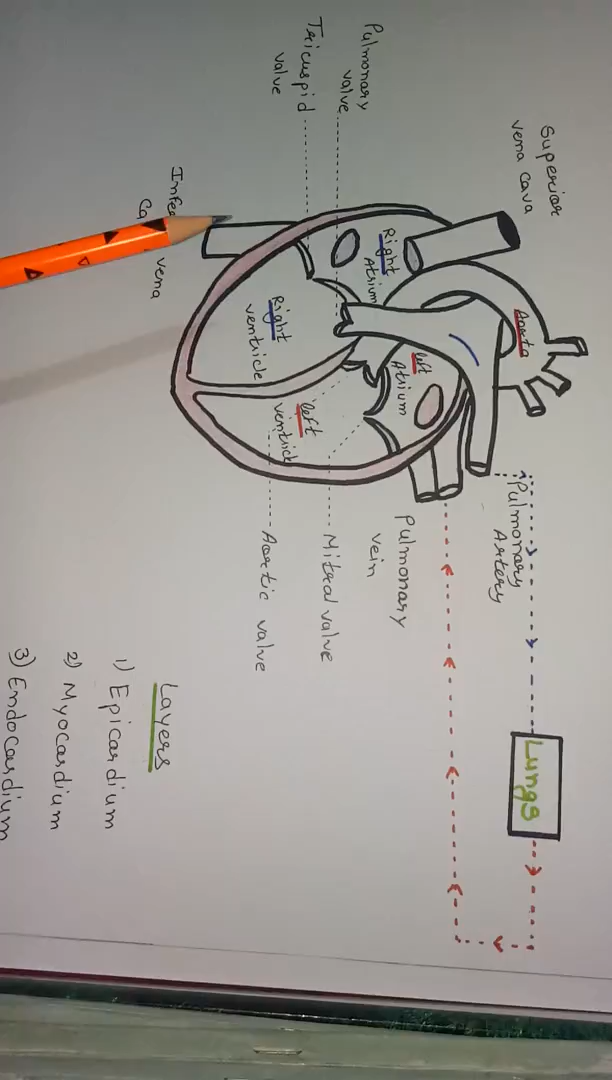 Superior
vena cava
Aorta
Pulmonary
valve
Tricuspid
valve
Right
Atrium
left
Atrium
Right
ventricle
left
ventricle
vena
Pulmonary
Artery
Pulmonary
vein
Mitral valve
Aortic valve
Lungs
Layers
1) Epicardium
2) Myocardium
3) Endocardium